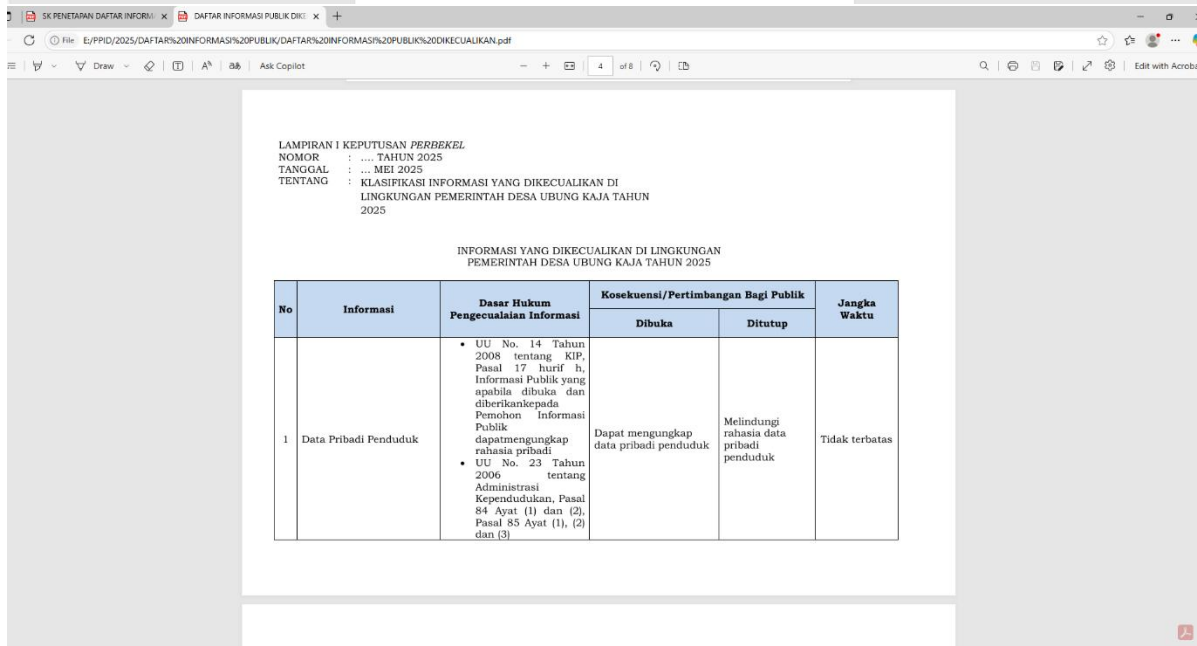 SK PENETAPAN DAFTAR INFORM
DAFTAR INFORMASI PUBLIK DIKE
File E:/PPID/2025/DAFTAR%20INFORMASI%20PUBLIK/DAFTAR%20INFORMASI%20PUBLIK%20DIKECUALIKAN.pdf
Draw
Ask Copilot
4 of 8
Edit with Acroba
LAMPIRAN I KEPUTUSAN PERBEKEL
NOMOR : .... TAHUN 2025
TANGGAL : ... MEI 2025
TENTANG : KLASIFIKASI INFORMASI YANG DIKECUALIKAN DI
LINGKUNGAN PEMERINTAH DESA UBUNG KAJA TAHUN
2025
INFORMASI YANG DIKECUALIKAN DI LINGKUNGAN
PEMERINTAH DESA UBUNG KAJA TAHUN 2025
No
Informasi
Dasar Hukum
Pengecualaian Informasi
Kosekuensi/Pertimbangan Bagi Publik
Dibuka
Ditutup
Jangka
Waktu
1
Data Pribadi Penduduk
• UU No. 14 Tahun
2008 tentang KIP,
Pasal 17 hurif h,
Informasi Publik yang
apabila dibuka dan
diberikankepada
Pemohon Informasi
Publik
dapatmengungkap
rahasia pribadi
• UU No. 23 Tahun
2006 tentang
Administrasi
Kependudukan, Pasal
84 Ayat (1) dan (2),
Pasal 85 Ayat (1), (2)
dan (3)
Dapat mengungkap
data pribadi penduduk
Melindungi
rahasia data
pribadi
penduduk
Tidak terbatas